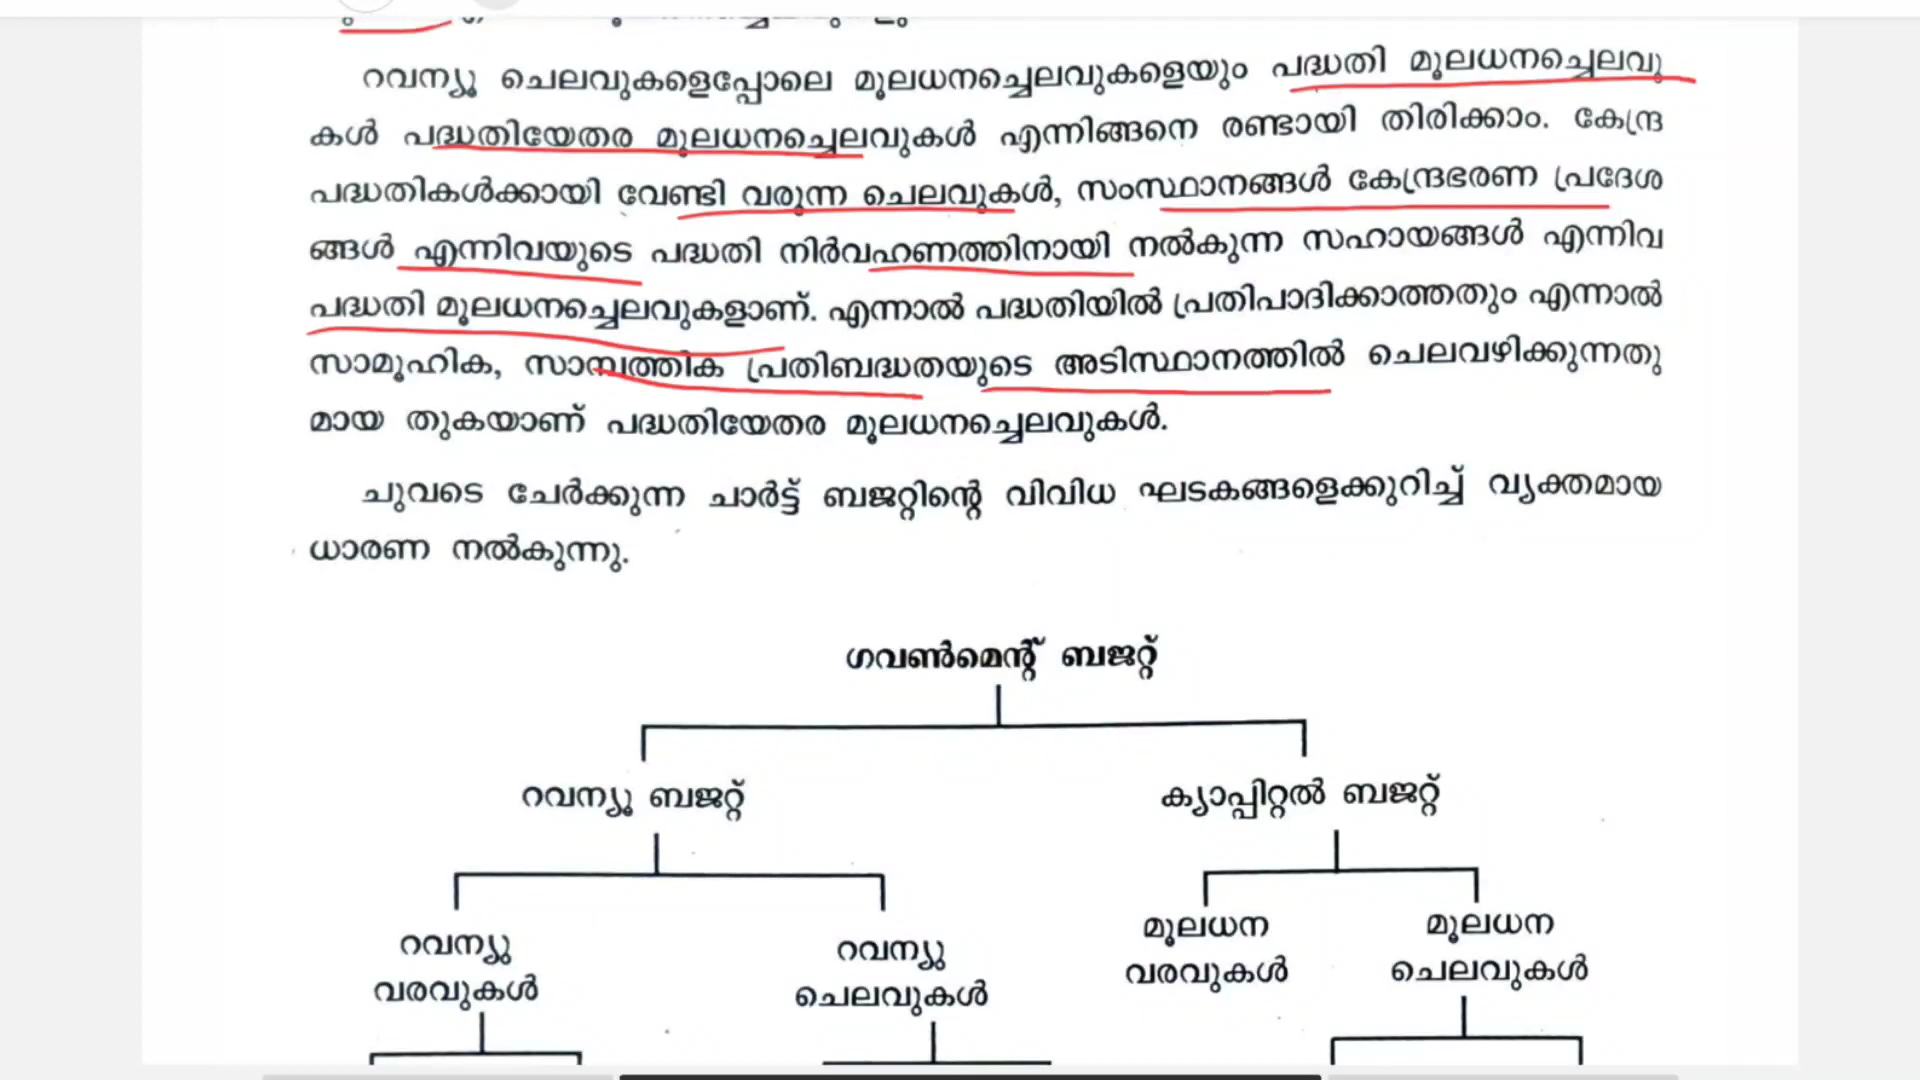 റവന്യൂ ചെലവുകളെപ്പോലെ മൂലധനച്ചെലവുകളെയും പദ്ധതി മൂലധനച്ചെലവു
കൾ പദ്ധതിയേതര മൂലധനച്ചെലവുകൾ എന്നിങ്ങനെ രണ്ടായി തിരിക്കാം. കേന്ദ്ര
പദ്ധതികൾക്കായി വേണ്ടി വരുന്ന ചെലവുകൾ, സംസ്ഥാനങ്ങൾ കേന്ദ്രഭരണ പ്രദേശ
ങ്ങൾ എന്നിവയുടെ പദ്ധതി നിർവഹണത്തിനായി നൽകുന്ന സഹായങ്ങൾ എന്നിവ
പദ്ധതി മൂലധനച്ചെലവുകളാണ്. എന്നാൽ പദ്ധതിയിൽ പ്രതിപാദിക്കാത്തതും എന്നാൽ
സാമൂഹിക, സാമ്പത്തിക പ്രതിബദ്ധതയുടെ അടിസ്ഥാനത്തിൽ ചെലവഴിക്കുന്നതു
മായ തുകയാണ് പദ്ധതിയേതര മൂലധനച്ചെലവുകൾ.
ചുവടെ ചേർക്കുന്ന ചാർട്ട് ബജറ്റിന്റെ വിവിധ ഘടകങ്ങളെക്കുറിച്ച് വ്യക്തമായ
ധാരണ നൽകുന്നു.
ഗവൺമെന്റ് ബജറ്റ്
റവന്യൂ ബജറ്റ്
ക്യാപ്പിറ്റൽ ബജറ്റ്
റവന്യു
വരവുകൾ
റവന്യു
ചെലവുകൾ
മൂലധന
വരവുകൾ
മൂലധന
ചെലവുകൾ